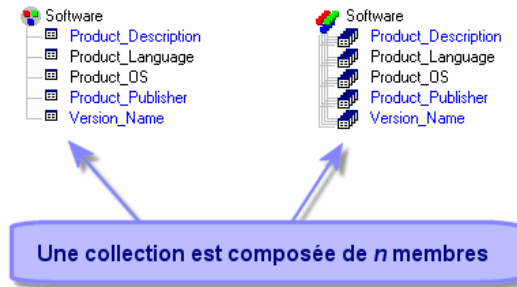 Software
Product_Description
Product_Language
Product_OS
Product_Publisher
Version_Name
Software
Product_Description
Product_Language
Product_OS
Product_Publisher
Version_Name
Une collection est composée de n membres